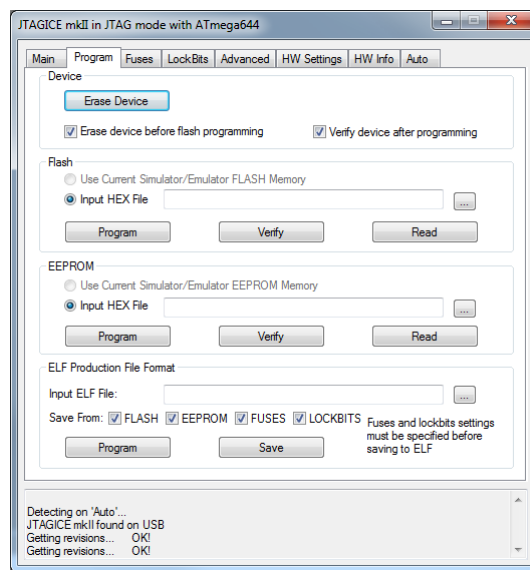 JTAGICE mkII in JTAG mode with ATmega644
Main Program Fuses LockBits Advanced HW Settings HW Info Auto
Device
Erase Device
Erase device before flash programming Verify device after programming
Flash
Use Current Simulator/Emulator FLASH Memory
Input HEX File ...
Program Verify Read
EEPROM
Use Current Simulator/Emulator EEPROM Memory
Input HEX File ...
Program Verify Read
ELF Production File Format
Input ELF File: ...
Save From: FLASH EEPROM FUSES LOCKBITS
Fuses and lockbits settings
must be specified before
saving to ELF
Program Save
Detecting on 'Auto'...
JTAGICE mkII found on USB
Getting revisions... OK!
Getting revisions... OK!